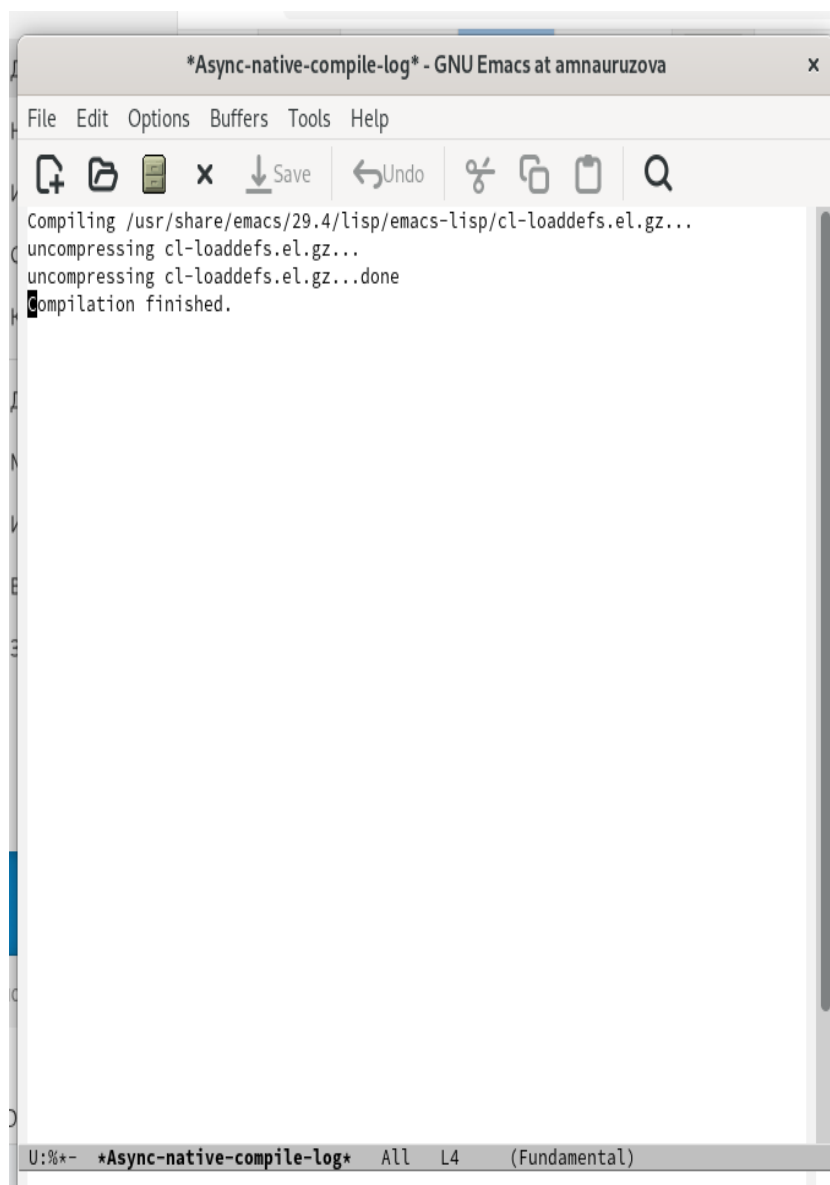 *Async-native-compile-log* - GNU Emacs at amnauruzova
File Edit Options Buffers Tools Help
Save Undo
Compiling /usr/share/emacs/29.4/lisp/emacs-lisp/cl-loaddefs.el.gz...
uncompressing cl-loaddefs.el.gz...
uncompressing cl-loaddefs.el.gz...done
Compilation finished.
U:%*- *Async-native-compile-log* All L4 (Fundamental)